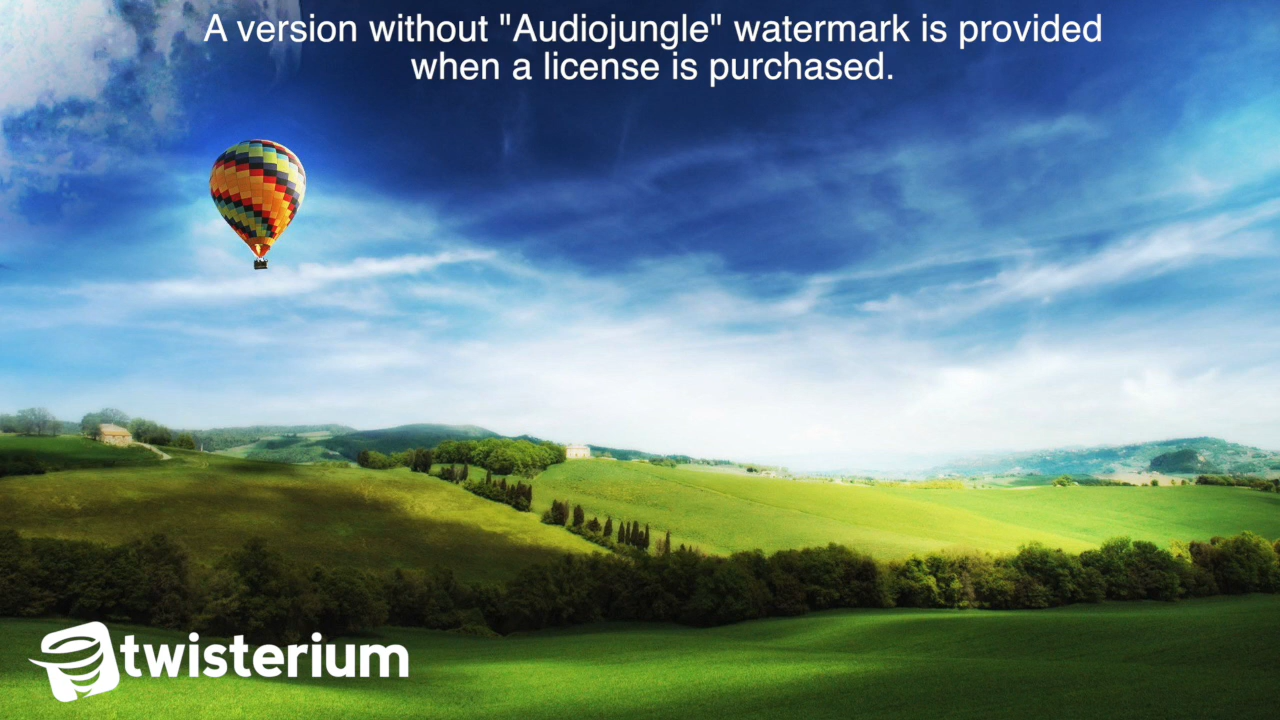 A version without "Audiojungle" watermark is provided
when a license is purchased.
twisterium